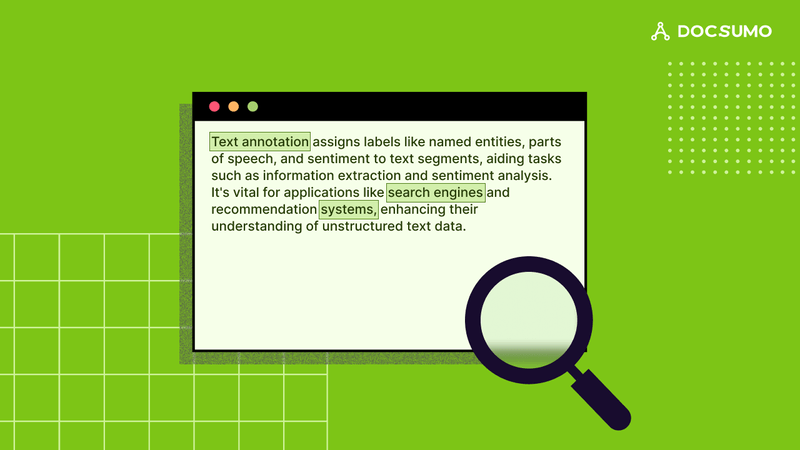 DOCSUMO
Text annotation assigns labels like named entities, parts
of speech, and sentiment to text segments, aiding tasks
such as information extraction and sentiment analysis.
It's vital for applications like search engines and
recommendation systems, enhancing their
understanding of unstructured text data.